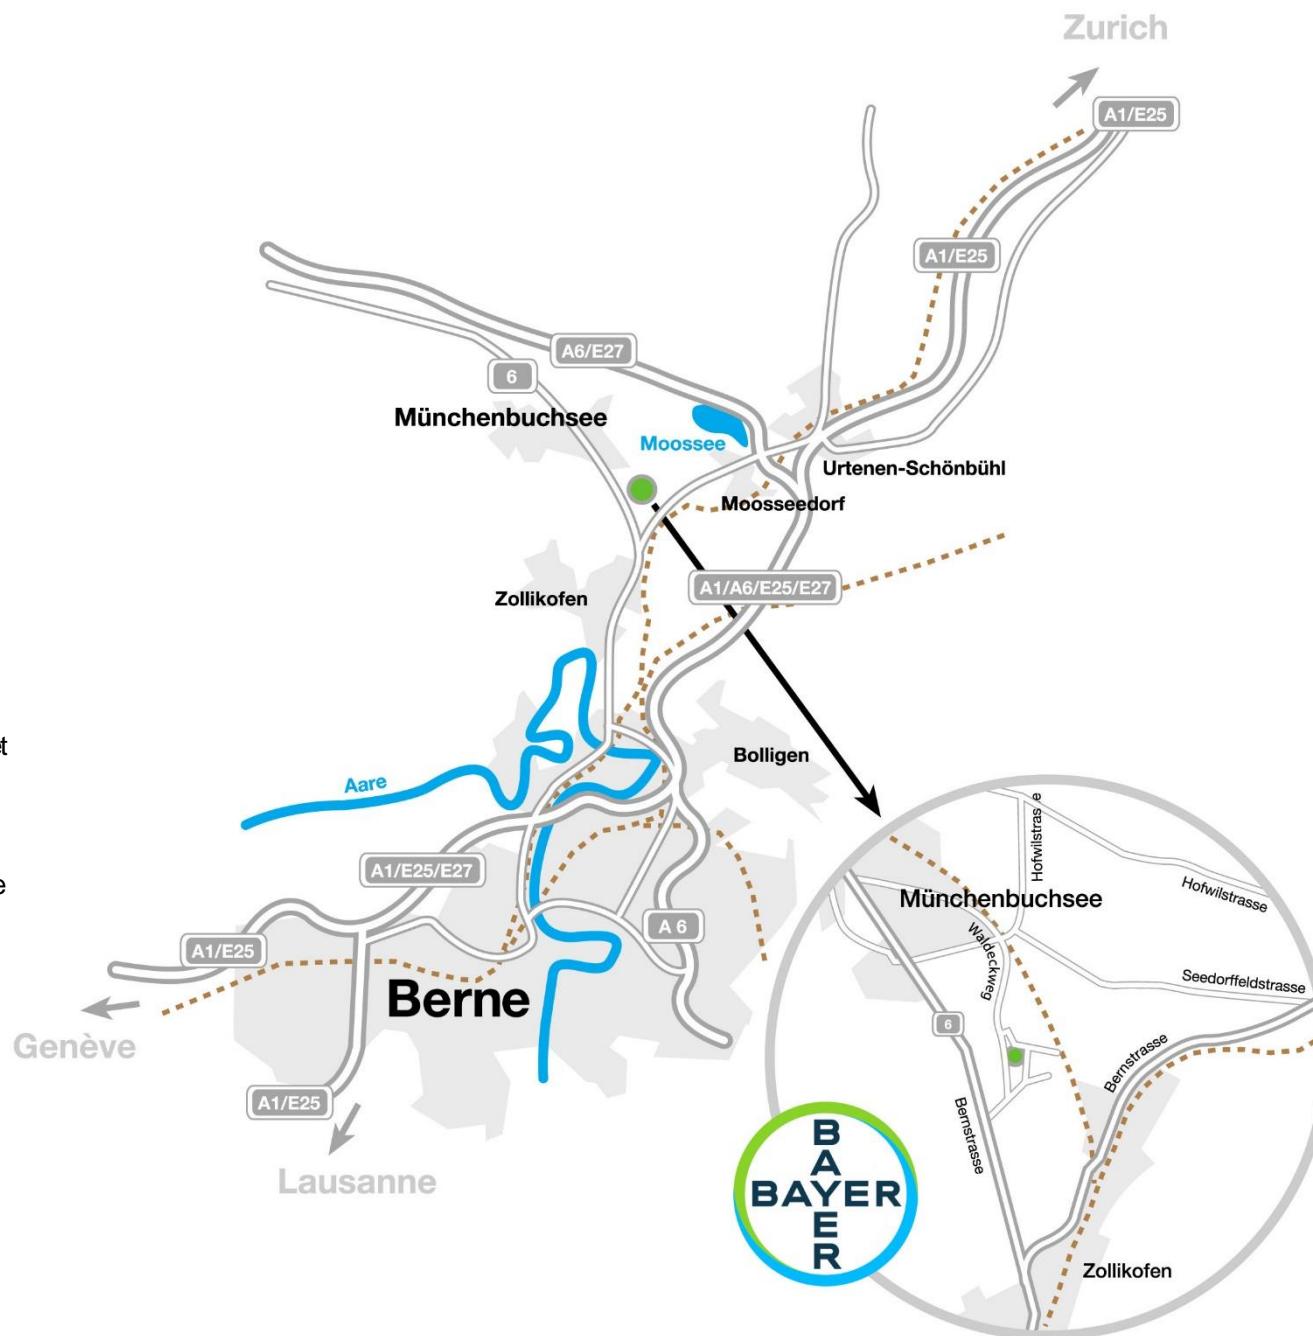 Zurich
A1/E25
A1/E25
A6/E27
6
Münchenbuchsee
Moossee
Urtenen-Schönbühl
Moosseedorf
A1/A6/E25/E27
Zollikofen
et
Bolligen
Aare
Hofwilstrasse
A1/E25/E27
e
Münchenbuchsee
Hofwilstrasse
A 6
Waldeckweg
A1/E25
Seedorffeldstrasse
Berne
6
Genève
Bernstrasse
A1/E25
Bernstrasse
Lausanne
BAYER
BAYER
Zollikofen